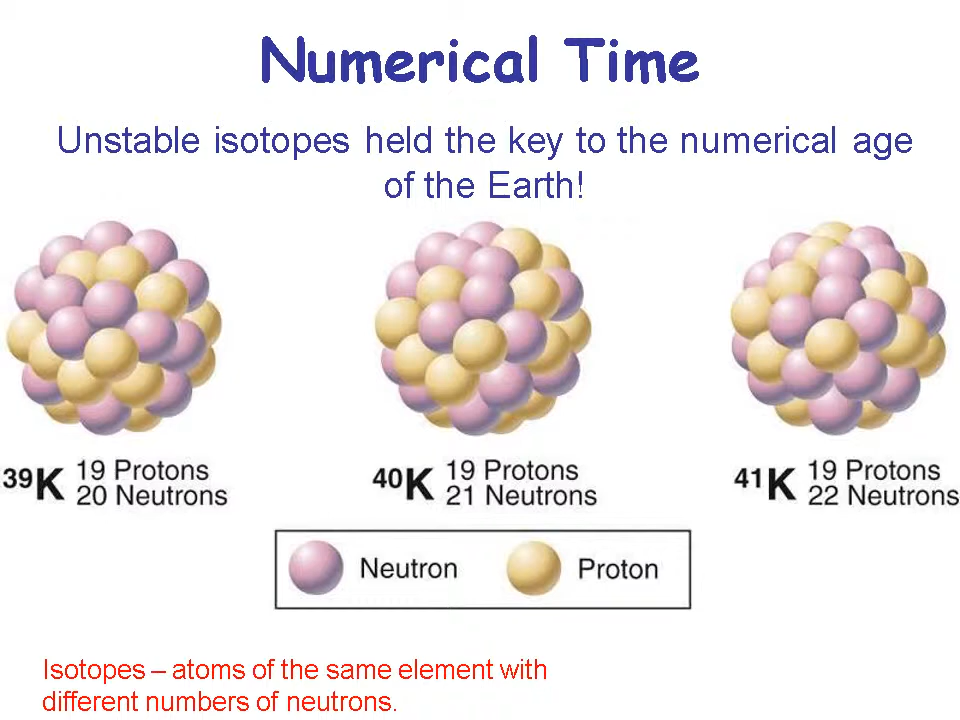 Numerical Time
Unstable isotopes held the key to the numerical age
of the Earth!
39K 19 Protons
20 Neutrons
40K 19 Protons
21 Neutrons
41K 19 Protons
22 Neutrons
Neutron
Proton
Isotopes – atoms of the same element with
different numbers of neutrons.